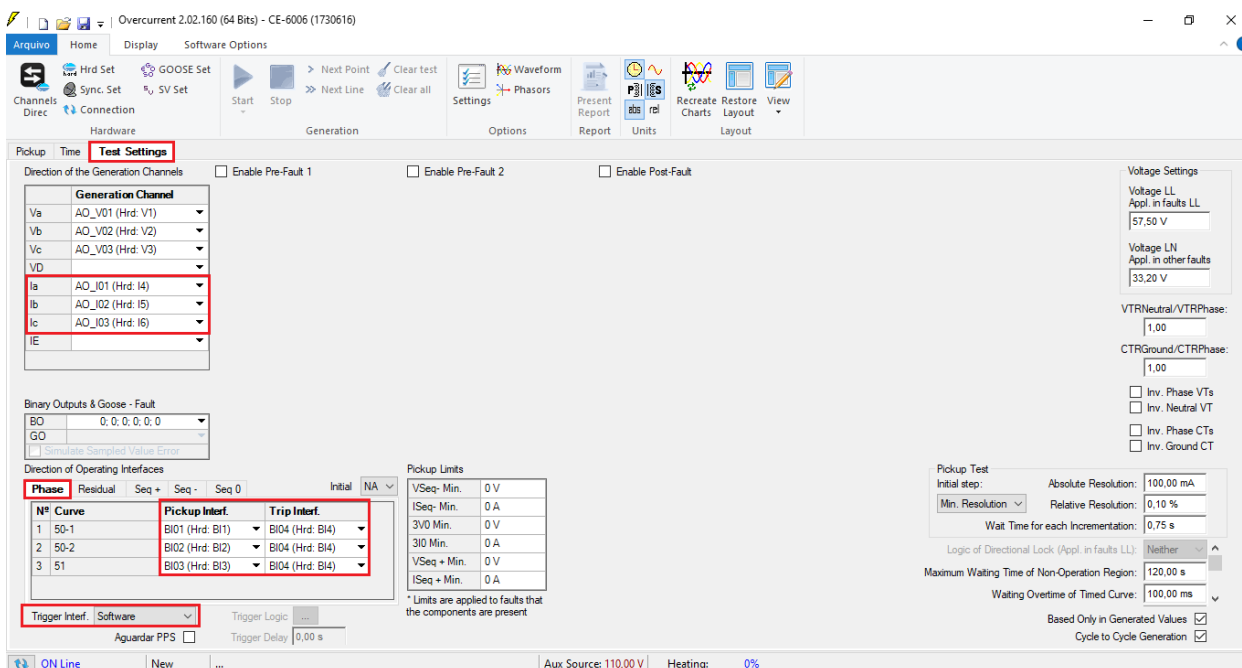 Overcurrent 2.02.160 (64 Bits) - CE-6006 (1730616)
Arquivo Home Display Software Options
Channels Direc
Hrd Set
Sync. Set
Connection
GOOSE Set
SV Set
Hardware
Start
Stop
Next Point
Next Line
Clear test
Clear all
Generation
Settings
Waveform
Phasors
Options
Present Report
Report
abs rel
Units
Recreate Charts
Restore Layout
View
Layout
Pickup Time Test Settings
Direction of the Generation Channels
Enable Pre-Fault 1
Enable Pre-Fault 2
Enable Post-Fault
Generation Channel
Va AO_V01 (Hrd: V1)
Vb AO_V02 (Hrd: V2)
Vc AO_V03 (Hrd: V3)
VD
Ia AO_I01 (Hrd: I4)
Ib AO_I02 (Hrd: I5)
Ic AO_I03 (Hrd: I6)
IE
Voltage Settings
Voltage LL
Appl. in faults LL
57,50 V
Voltage LN
Appl. in other faults
33,20 V
VTRNeutral/VTRPhase:
1,00
CTRGround/CTRPhase:
1,00
Inv. Phase VTs
Inv. Neutral VT
Inv. Phase CTs
Inv. Ground CT
Binary Outputs & Goose - Fault
BO 0; 0; 0; 0; 0; 0
GO
Simulate Sampled Value Error
Direction of Operating Interfaces
Phase Residual Seq + Seq - Seq 0 Initial NA
Nº Curve Pickup Interf. Trip Interf.
1 50-1 BI01 (Hrd: BI1) BI04 (Hrd: BI4)
2 50-2 BI02 (Hrd: BI2) BI04 (Hrd: BI4)
3 51 BI03 (Hrd: BI3) BI04 (Hrd: BI4)
Trigger Interf. Software Trigger Logic ...
Aguardar PPS Trigger Delay 0,00 s
Pickup Limits
VSeq- Min. 0 V
ISeq- Min. 0 A
3V0 Min. 0 V
3I0 Min. 0 A
VSeq + Min. 0 V
ISeq + Min. 0 A
* Limits are applied to faults that
the components are present
Pickup Test
Initial step: Absolute Resolution: 100,00 mA
Min. Resolution Relative Resolution: 0,10 %
Wait Time for each Incrementation: 0,75 s
Logic of Directional Lock (Appl. in faults LL): Neither
Maximum Waiting Time of Non-Operation Region: 120,00 s
Waiting Overtime of Timed Curve: 100,00 ms
Based Only in Generated Values
Cycle to Cycle Generation
ON Line New ... Aux Source: 110.00 V Heating: 0%